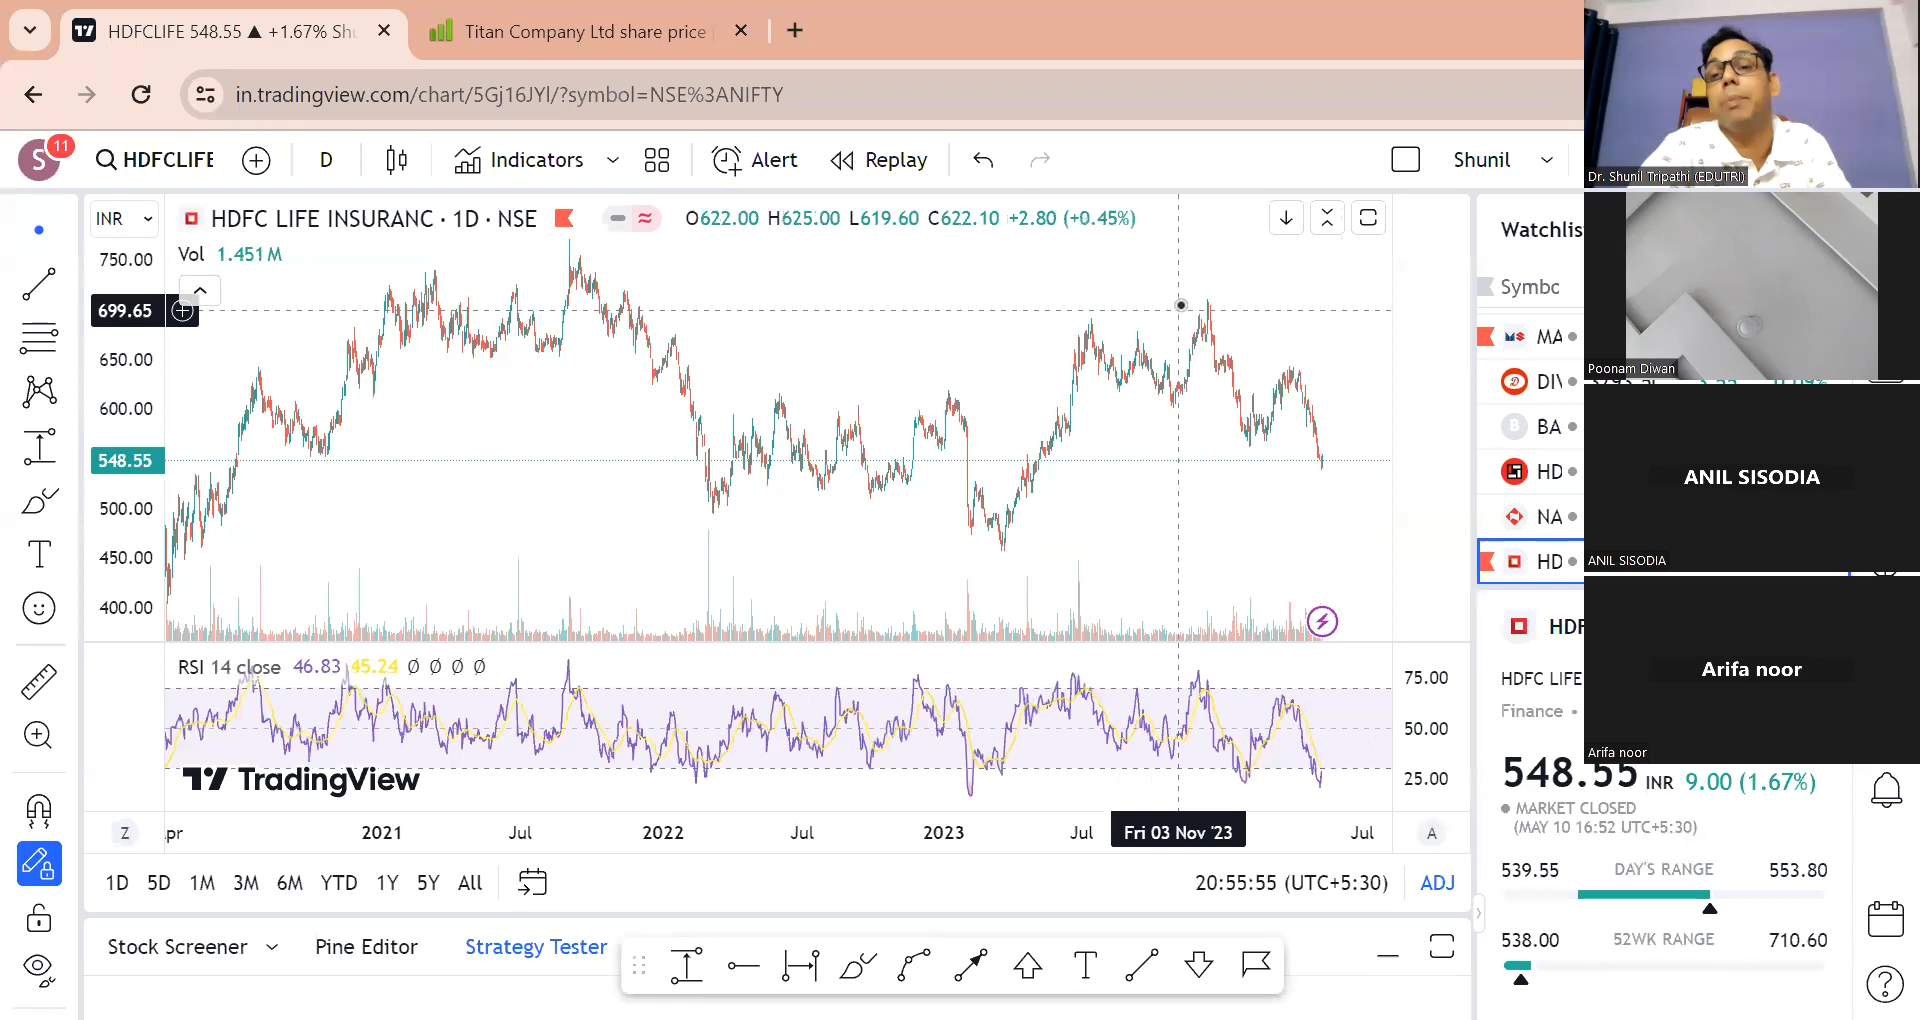 HDFCLIFE 548.55 ▲ +1.67% Shu
Titan Company Ltd share price
in.tradingview.com/chart/5Gj16JYl/?symbol=NSE%3ANIFTY
S
11
HDFCLIFE
D
Indicators
Alert
Replay
Shunil
INR
HDFC LIFE INSURANC · 1D · NSE
O622.00 H625.00 L619.60 C622.10 +2.80 (+0.45%)
Vol 1.451 M
750.00
699.65
650.00
600.00
548.55
500.00
450.00
400.00
RSI 14 close 46.83 45.24 Ø Ø Ø Ø
75.00
50.00
25.00
TradingView
Z
pr
2021
Jul
2022
Jul
2023
Jul
Fri 03 Nov '23
Jul
A
1D 5D 1M 3M 6M YTD 1Y 5Y All
20:55:55 (UTC+5:30)
ADJ
Stock Screener
Pine Editor
Strategy Tester
T
T
Watchlis
Symbc
MA
DIV
BA
HD
NA
HD
HDF
HDFC LIFE
Finance •
548.55 INR 9.00 (1.67%)
MARKET CLOSED
(MAY 10 16:52 UTC+5:30)
539.55 DAY'S RANGE 553.80
538.00 52WK RANGE 710.60
Dr. Shunil Tripathi (EDUTRI)
Poonam Diwan
ANIL SISODIA
ANIL SISODIA
Arifa noor
Arifa noor